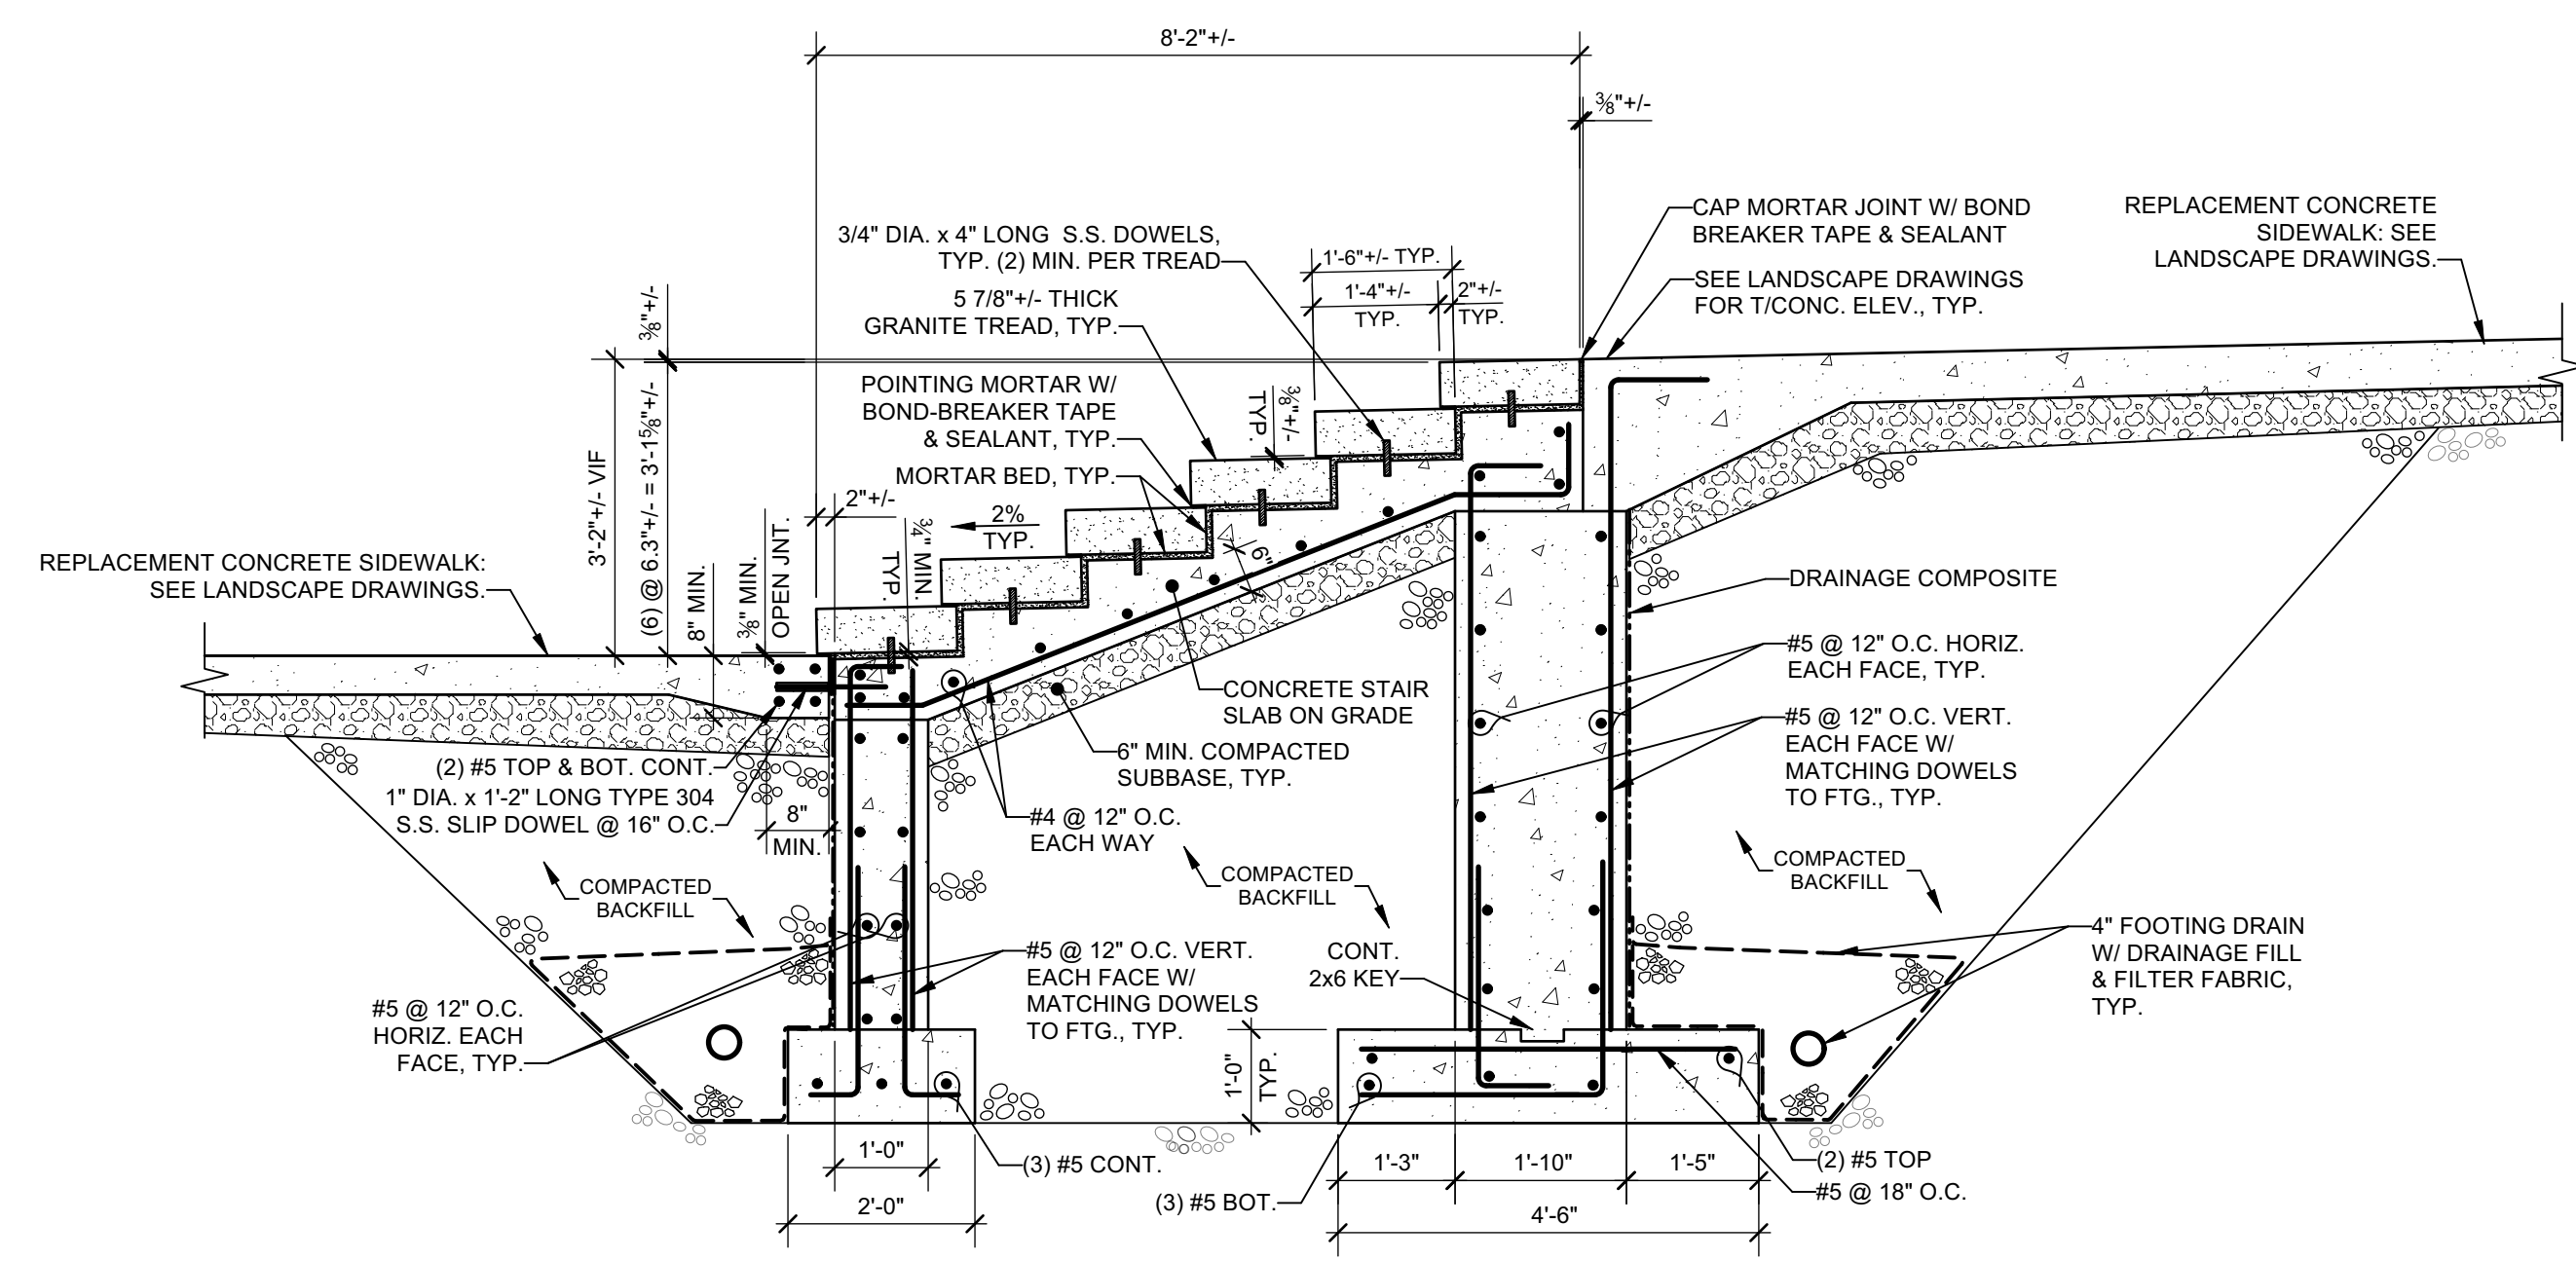 8'-2"+/-
⅜"+/-
CAP MORTAR JOINT W/ BOND
BREAKER TAPE & SEALANT
REPLACEMENT CONCRETE
SIDEWALK: SEE
LANDSCAPE DRAWINGS.
3/4" DIA. x 4" LONG S.S. DOWELS,
TYP. (2) MIN. PER TREAD
1'-6"+/- TYP.
1'-4"+/-
TYP.
2"+/-
TYP.
SEE LANDSCAPE DRAWINGS
FOR T/CONC. ELEV., TYP.
5 7/8"+/- THICK
GRANITE TREAD, TYP.
⅜"+/-
POINTING MORTAR W/
BOND-BREAKER TAPE
& SEALANT, TYP.
⅜"+/-
TYP.
MORTAR BED, TYP.
3'-2"+/- VIF
(6) @ 6.3"+/- = 3'-1⅝"+/-
8" MIN.
⅜" MIN.
OPEN JNT.
2"+/-
2%
TYP.
¾" MIN.
TYP.
6"
REPLACEMENT CONCRETE SIDEWALK:
SEE LANDSCAPE DRAWINGS.
DRAINAGE COMPOSITE
#5 @ 12" O.C. HORIZ.
EACH FACE, TYP.
CONCRETE STAIR
SLAB ON GRADE
#5 @ 12" O.C. VERT.
EACH FACE W/
MATCHING DOWELS
TO FTG., TYP.
6" MIN. COMPACTED
SUBBASE, TYP.
(2) #5 TOP & BOT. CONT.
1" DIA. x 1'-2" LONG TYPE 304
S.S. SLIP DOWEL @ 16" O.C.
8"
MIN.
#4 @ 12" O.C.
EACH WAY
COMPACTED
BACKFILL
COMPACTED
BACKFILL
COMPACTED
BACKFILL
4" FOOTING DRAIN
W/ DRAINAGE FILL
& FILTER FABRIC,
TYP.
#5 @ 12" O.C. VERT.
EACH FACE W/
MATCHING DOWELS
TO FTG., TYP.
CONT.
2x6 KEY
#5 @ 12" O.C.
HORIZ. EACH
FACE, TYP.
1'-0"
TYP.
1'-0"
2'-0"
(3) #5 CONT.
(3) #5 BOT.
1'-3"
1'-10"
1'-5"
4'-6"
(2) #5 TOP
#5 @ 18" O.C.